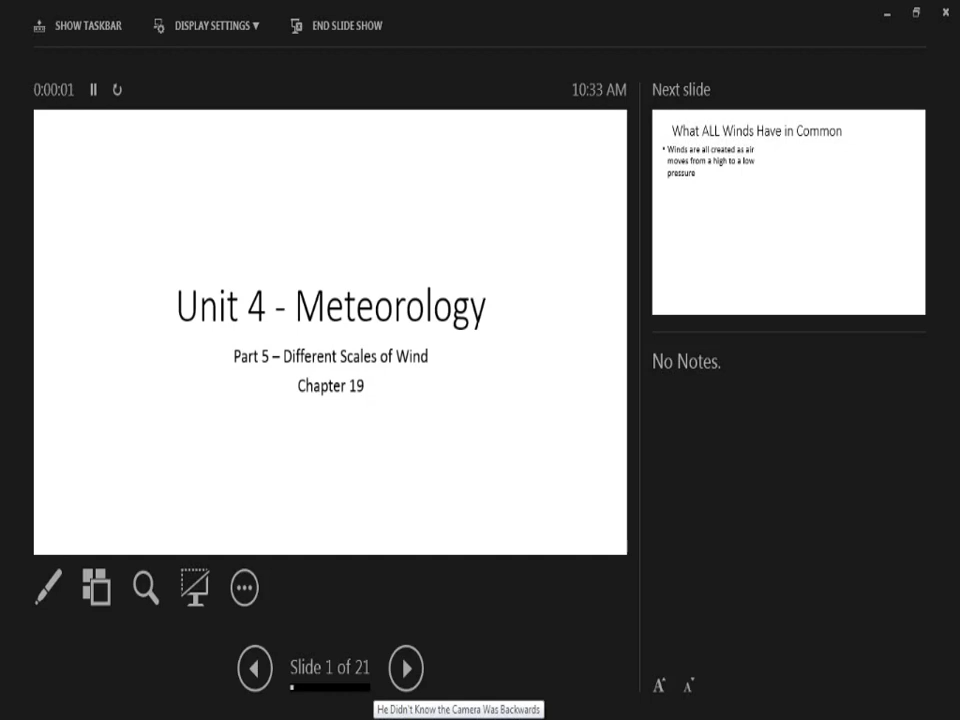 SHOW TASKBAR
DISPLAY SETTINGS ▼
END SLIDE SHOW
0:00:01
10:33 AM
Next slide
Unit 4 - Meteorology
Part 5 – Different Scales of Wind
Chapter 19
What ALL Winds Have in Common
• Winds are all created as air
moves from a high to a low
pressure
No Notes.
Slide 1 of 21
A A
He Didn't Know the Camera Was Backwards